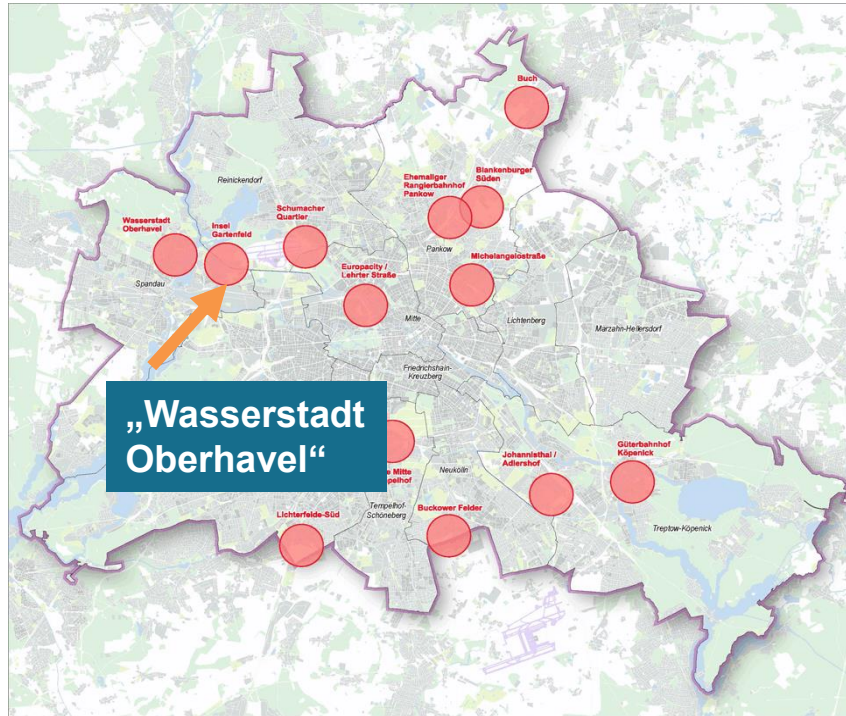 Buch
Reinickendorf
Ehemaliger
Rangierbahnhof
Pankow
Blankenburger
Süden
Schumacher
Quartier
Wasserstadt
Oberhavel
Insel
Gartenfeld
Pankow
Michelangelostraße
Europacity /
Lehrter Straße
Spandau
Mitte
Lichtenberg
Marzahn-Hellersdorf
Friedrichshain-
Kreuzberg
„Wasserstadt
Oberhavel“
Mitte
Neukölln
Johannisthal /
Adlershof
Güterbahnhof
Köpenick
Tempelhof-
Schöneberg
Lichterfelde-Süd
Buckower Felder
Treptow-Köpenick